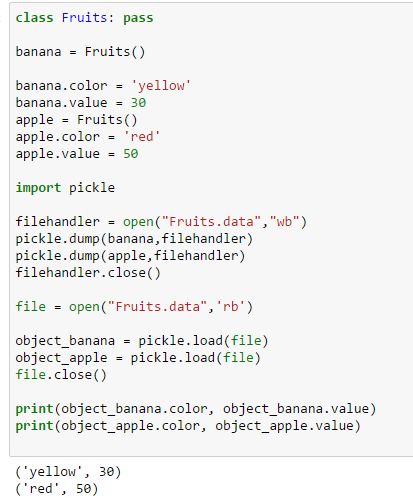 class Fruits: pass
banana = Fruits()
banana.color = 'yellow'
banana.value = 30
apple = Fruits()
apple.color = 'red'
apple.value = 50
import pickle
filehandler = open("Fruits.data","wb")
pickle.dump(banana,filehandler)
pickle.dump(apple,filehandler)
filehandler.close()
file = open("Fruits.data",'rb')
object_banana = pickle.load(file)
object_apple = pickle.load(file)
file.close()
print(object_banana.color, object_banana.value)
print(object_apple.color, object_apple.value)
('yellow', 30)
('red', 50)